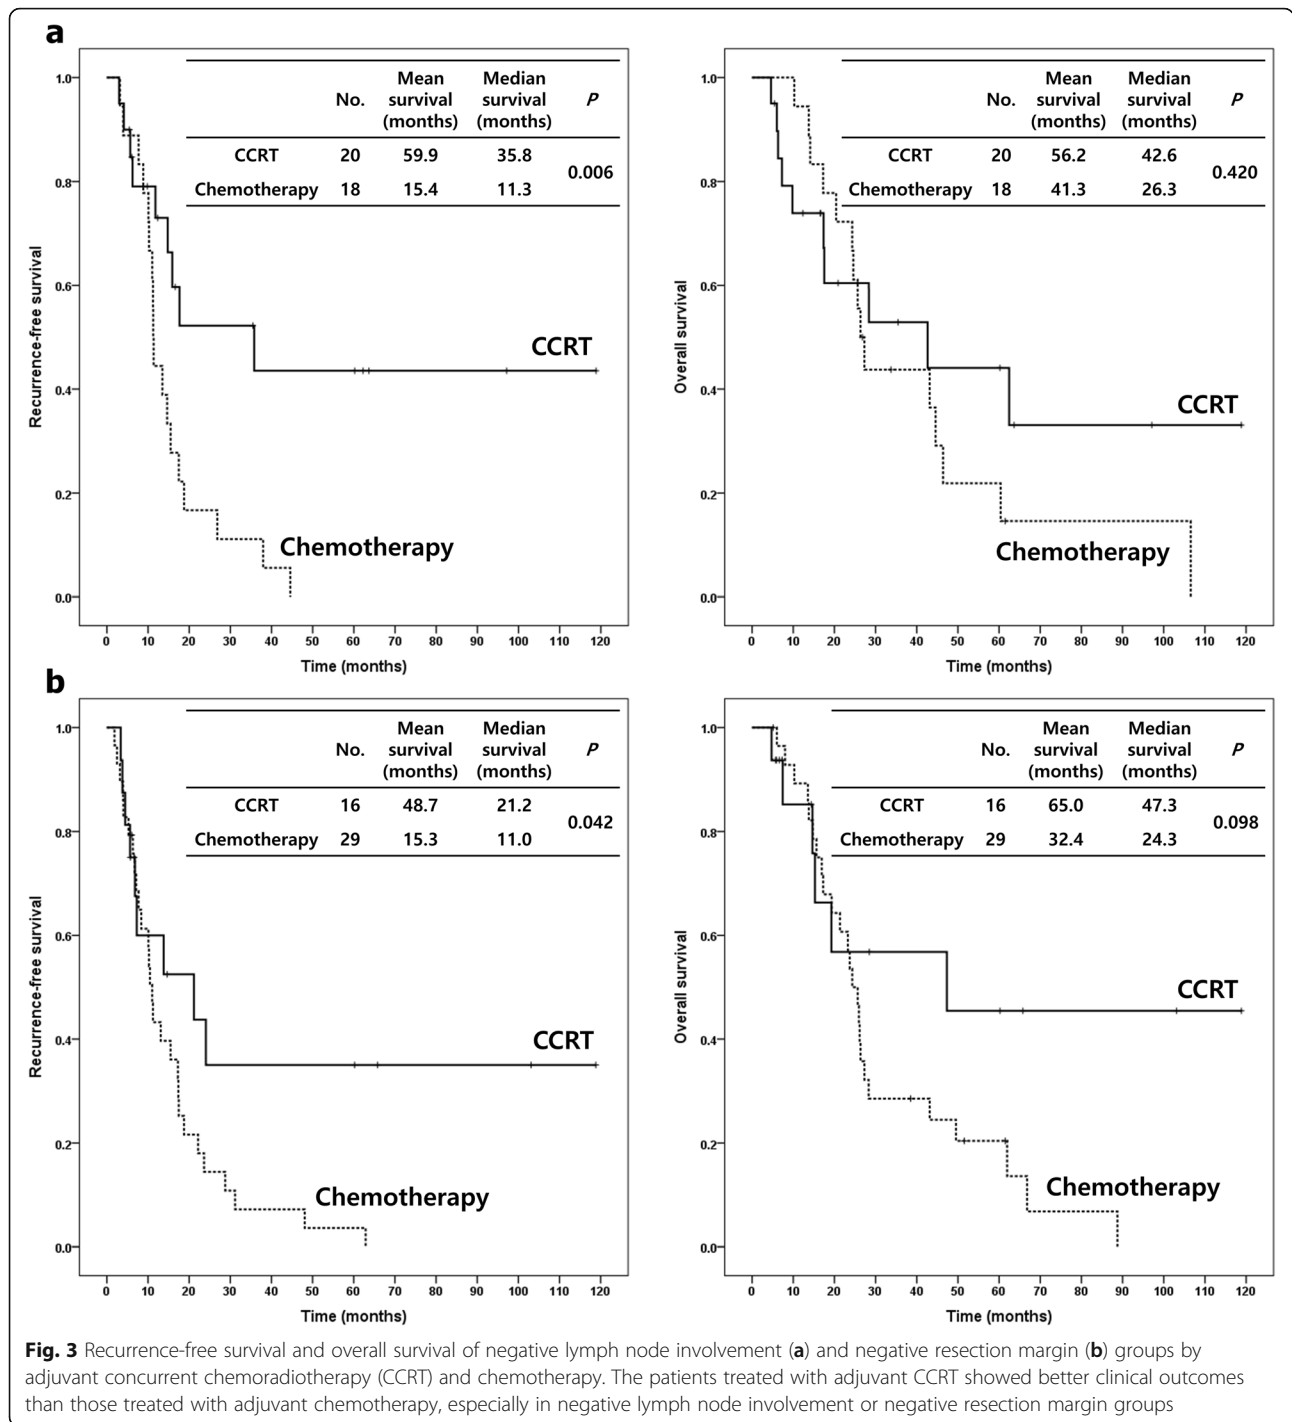 a
Mean Median
No. survival survival P
(months) (months)
CCRT 20 59.9 35.8
0.006
Chemotherapy 18 15.4 11.3
1.0
0.8
0.6
0.4
0.2
0.0
Recurrence-free survival
CCRT
Chemotherapy
0 10 20 30 40 50 60 70 80 90 100 110 120
Time (months)
Mean Median
No. survival survival P
(months) (months)
CCRT 20 56.2 42.6
0.420
Chemotherapy 18 41.3 26.3
1.0
0.8
0.6
0.4
0.2
0.0
Overall survival
CCRT
Chemotherapy
0 10 20 30 40 50 60 70 80 90 100 110 120
Time (months)
b
Mean Median
No. survival survival P
(months) (months)
CCRT 16 48.7 21.2
0.042
Chemotherapy 29 15.3 11.0
1.0
0.8
0.6
0.4
0.2
0.0
Recurrence-free survival
CCRT
Chemotherapy
0 10 20 30 40 50 60 70 80 90 100 110 120
Time (months)
Mean Median
No. survival survival P
(months) (months)
CCRT 16 65.0 47.3
0.098
Chemotherapy 29 32.4 24.3
1.0
0.8
0.6
0.4
0.2
0.0
Overall survival
CCRT
Chemotherapy
0 10 20 30 40 50 60 70 80 90 100 110 120
Time (months)
Fig. 3 Recurrence-free survival and overall survival of negative lymph node involvement (a) and negative resection margin (b) groups by
adjuvant concurrent chemoradiotherapy (CCRT) and chemotherapy. The patients treated with adjuvant CCRT showed better clinical outcomes
than those treated with adjuvant chemotherapy, especially in negative lymph node involvement or negative resection margin groups